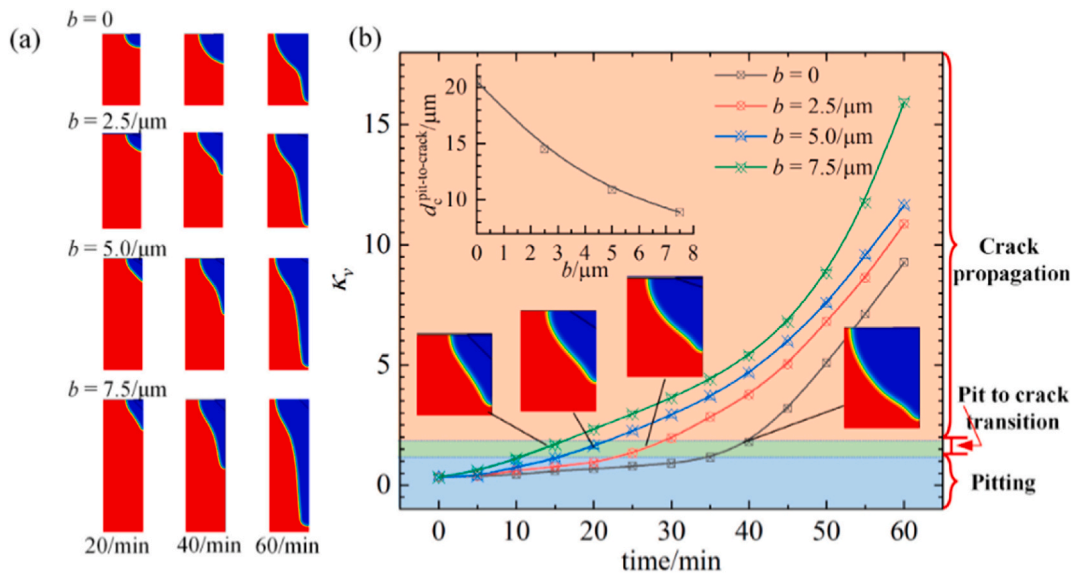 (a)
b = 0
b = 2.5/μm
b = 5.0/μm
b = 7.5/μm
20/min 40/min 60/min
(b)
κv
15
10
5
0
0 10 20 30 40 50 60
time/min
d_c^pit-to-crack/μm
20
15
10
0 1 2 3 4 5 6 7 8
b/μm
b = 0
b = 2.5/μm
b = 5.0/μm
b = 7.5/μm
Crack
propagation
Pit to crack
transition
Pitting